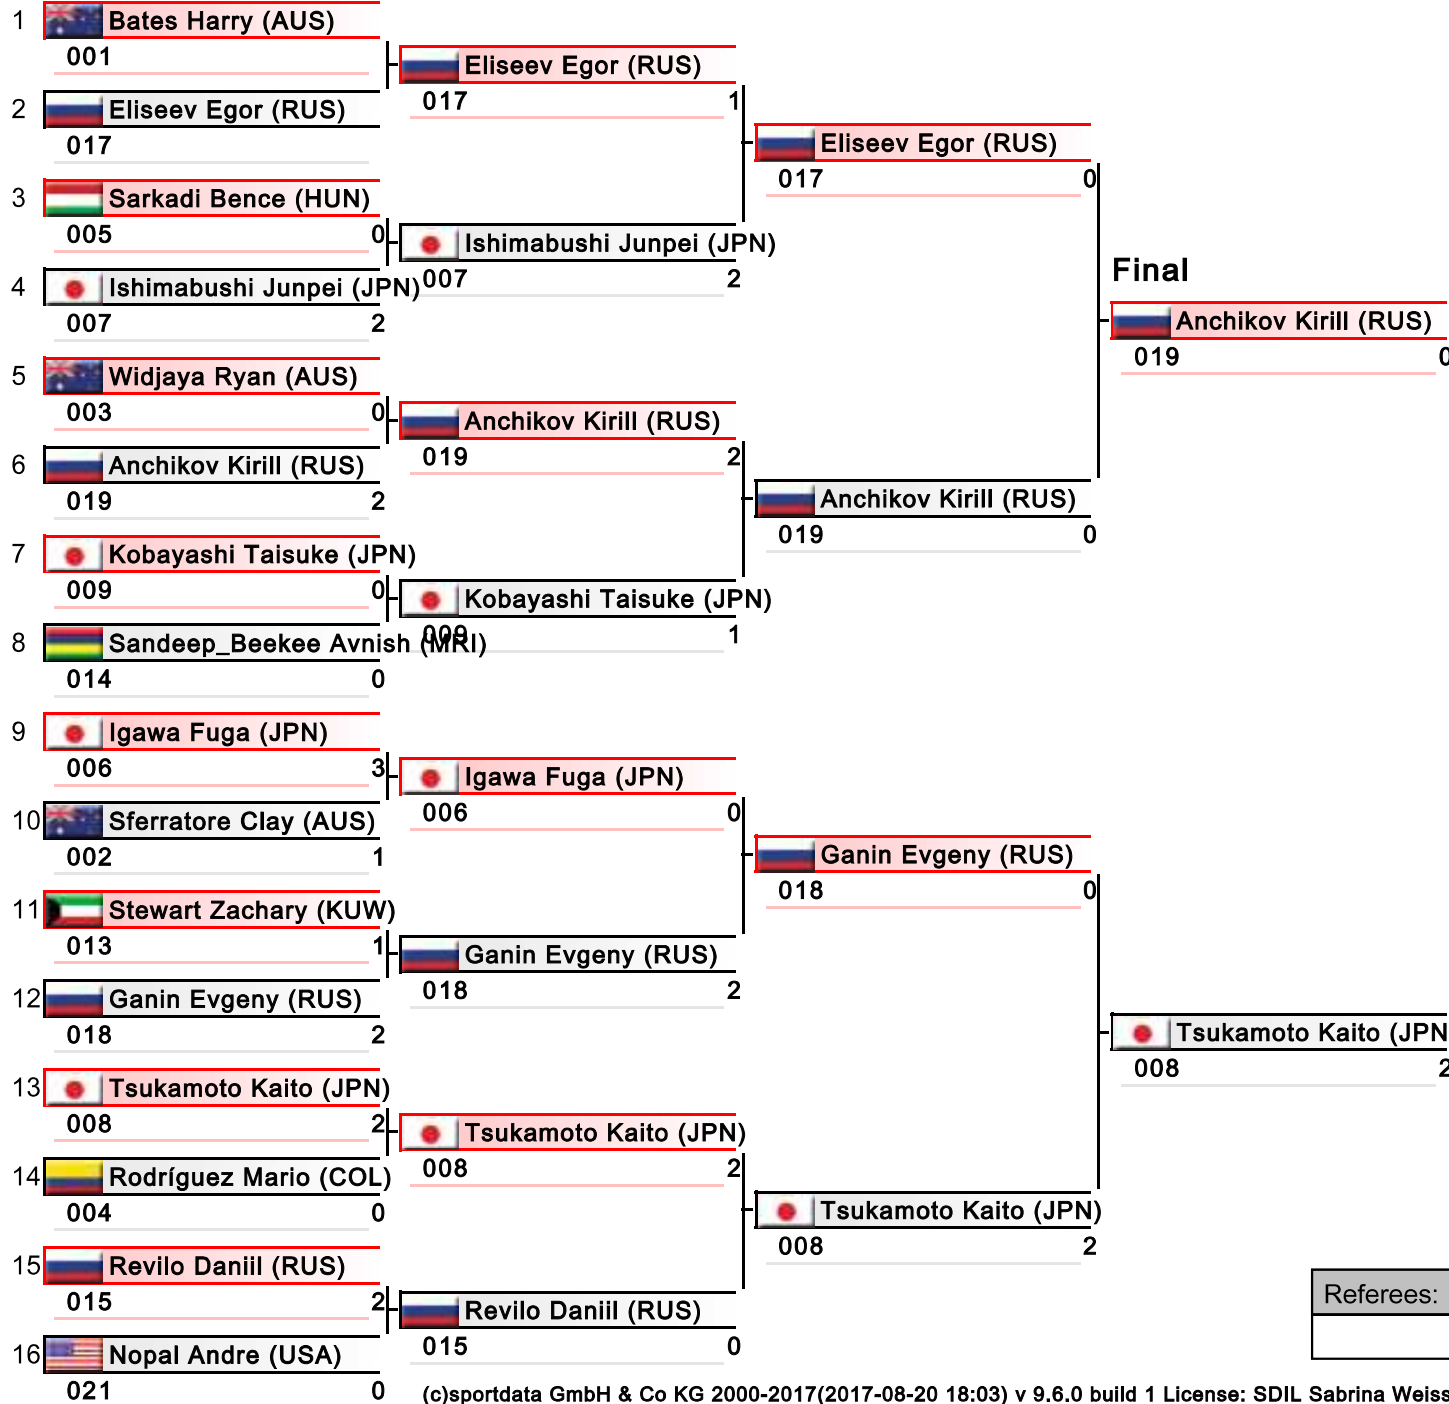 1 Bates Harry (AUS)
001
2 Eliseev Egor (RUS)
017
3 Sarkadi Bence (HUN)
005 0
4 Ishimabushi Junpei (JPN)
007 2
5 Widjaya Ryan (AUS)
003 0
6 Anchikov Kirill (RUS)
019 2
7 Kobayashi Taisuke (JPN)
009 0
8 Sandeep_Beekee Avnish (MRI)
014 0
9 Igawa Fuga (JPN)
006 3
10 Sferratore Clay (AUS)
002 1
11 Stewart Zachary (KUW)
013 1
12 Ganin Evgeny (RUS)
018 2
13 Tsukamoto Kaito (JPN)
008 2
14 Rodríguez Mario (COL)
004 0
15 Revilo Daniil (RUS)
015 2
16 Nopal Andre (USA)
021 0
Eliseev Egor (RUS)
017 1
Ishimabushi Junpei (JPN)
007 2
Anchikov Kirill (RUS)
019 2
Kobayashi Taisuke (JPN)
009 1
Igawa Fuga (JPN)
006 0
Ganin Evgeny (RUS)
018 2
Tsukamoto Kaito (JPN)
008 2
Revilo Daniil (RUS)
015 0
Eliseev Egor (RUS)
017 0
Anchikov Kirill (RUS)
019 0
Ganin Evgeny (RUS)
018 0
Tsukamoto Kaito (JPN)
008 2
Final
Anchikov Kirill (RUS)
019 0
Tsukamoto Kaito (JPN
008 2
Referees:
(c)sportdata GmbH & Co KG 2000-2017(2017-08-20 18:03) v 9.6.0 build 1 License: SDIL Sabrina Weiss